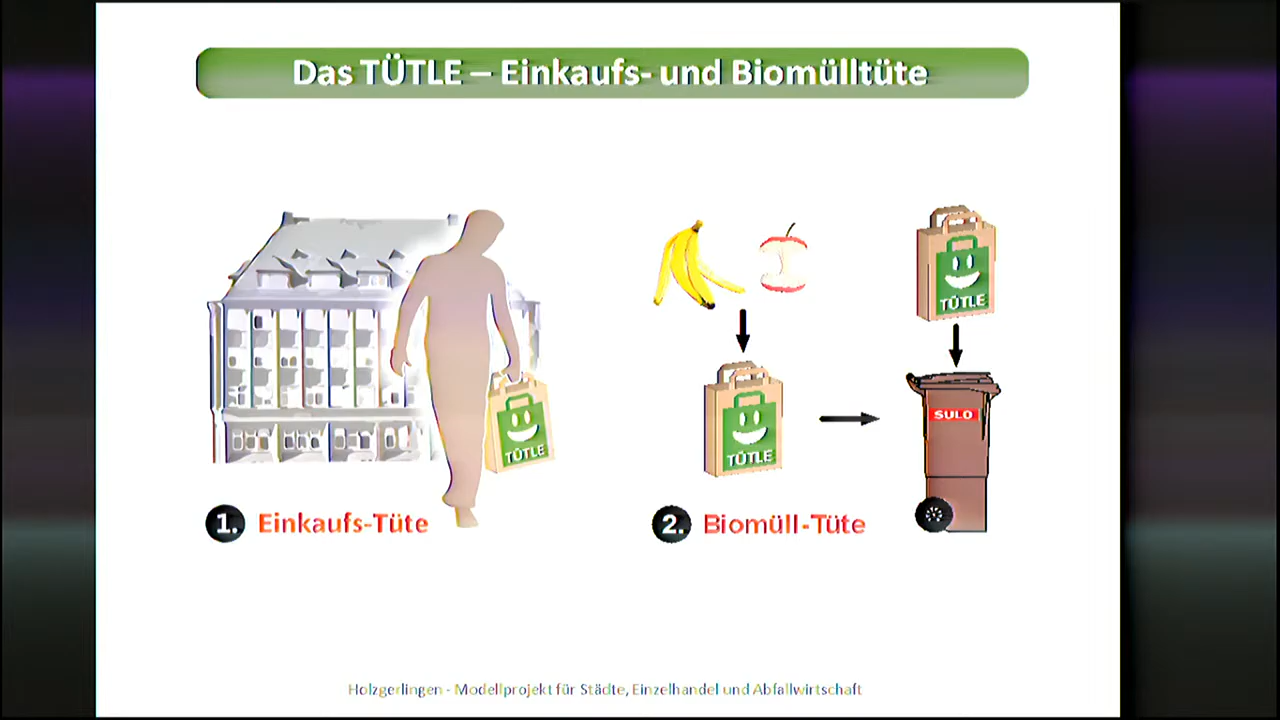 Das TÜTLE – Einkaufs- und Biomülltüte
TÜTLE
TÜTLE
TÜTLE
SULO
1. Einkaufs-Tüte
2. Biomüll-Tüte
Holzgerlingen - Modellprojekt für Städte, Einzelhandel und Abfallwirtschaft